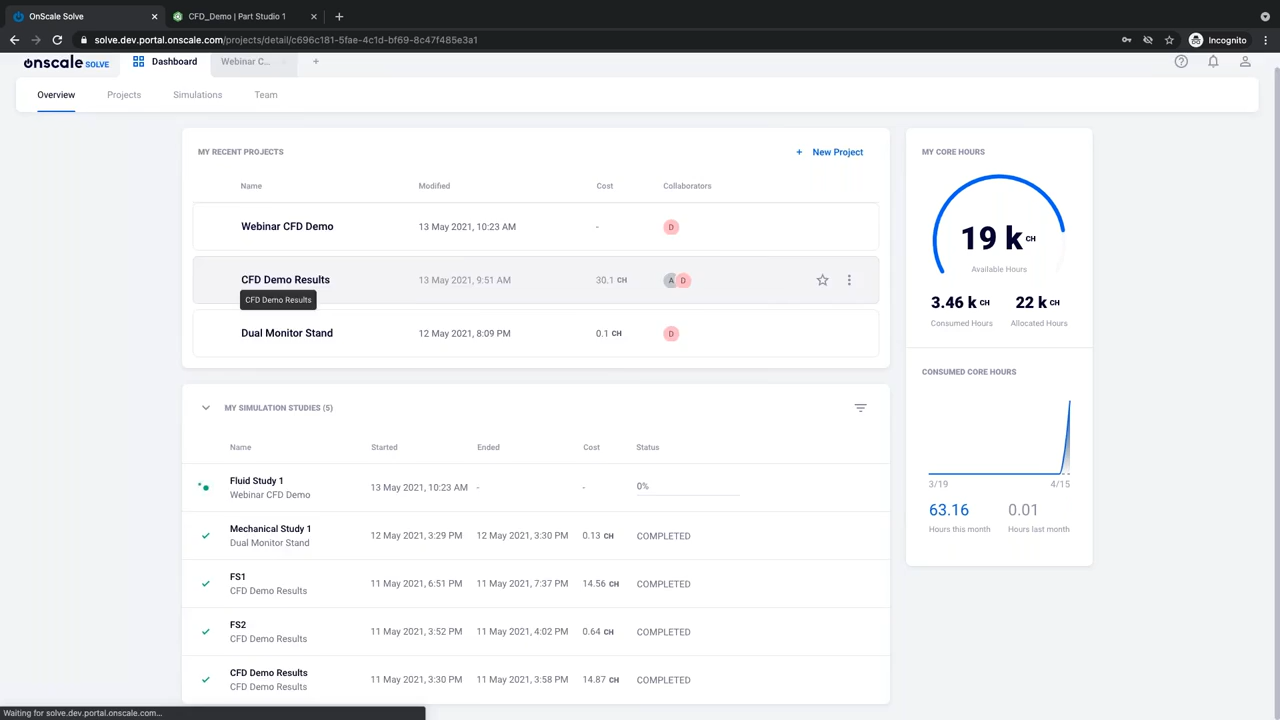 OnScale Solve
CFD_Demo | Part Studio 1
solve.dev.portal.onscale.com/projects/detail/c696c181-5fae-4c1d-bf69-8c47f485e3a1
Incognito
onscale SOLVE
Dashboard
Webinar C...
Overview
Projects
Simulations
Team
MY RECENT PROJECTS
+ New Project
Name Modified Cost Collaborators
Webinar CFD Demo 13 May 2021, 10:23 AM - D
CFD Demo Results 13 May 2021, 9:51 AM 30.1 CH A D
CFD Demo Results
Dual Monitor Stand 12 May 2021, 8:09 PM 0.1 CH D
MY SIMULATION STUDIES (5)
Name Started Ended Cost Status
Fluid Study 1
Webinar CFD Demo
13 May 2021, 10:23 AM - - 0%
Mechanical Study 1
Dual Monitor Stand
12 May 2021, 3:29 PM 12 May 2021, 3:30 PM 0.13 CH COMPLETED
FS1
CFD Demo Results
11 May 2021, 6:51 PM 11 May 2021, 7:37 PM 14.56 CH COMPLETED
FS2
CFD Demo Results
11 May 2021, 3:52 PM 11 May 2021, 4:02 PM 0.64 CH COMPLETED
CFD Demo Results
CFD Demo Results
11 May 2021, 3:30 PM 11 May 2021, 3:58 PM 14.87 CH COMPLETED
MY CORE HOURS
19 k CH
Available Hours
3.46 k CH 22 k CH
Consumed Hours Allocated Hours
CONSUMED CORE HOURS
3/19 4/15
63.16 0.01
Hours this month Hours last month
Waiting for solve.dev.portal.onscale.com...